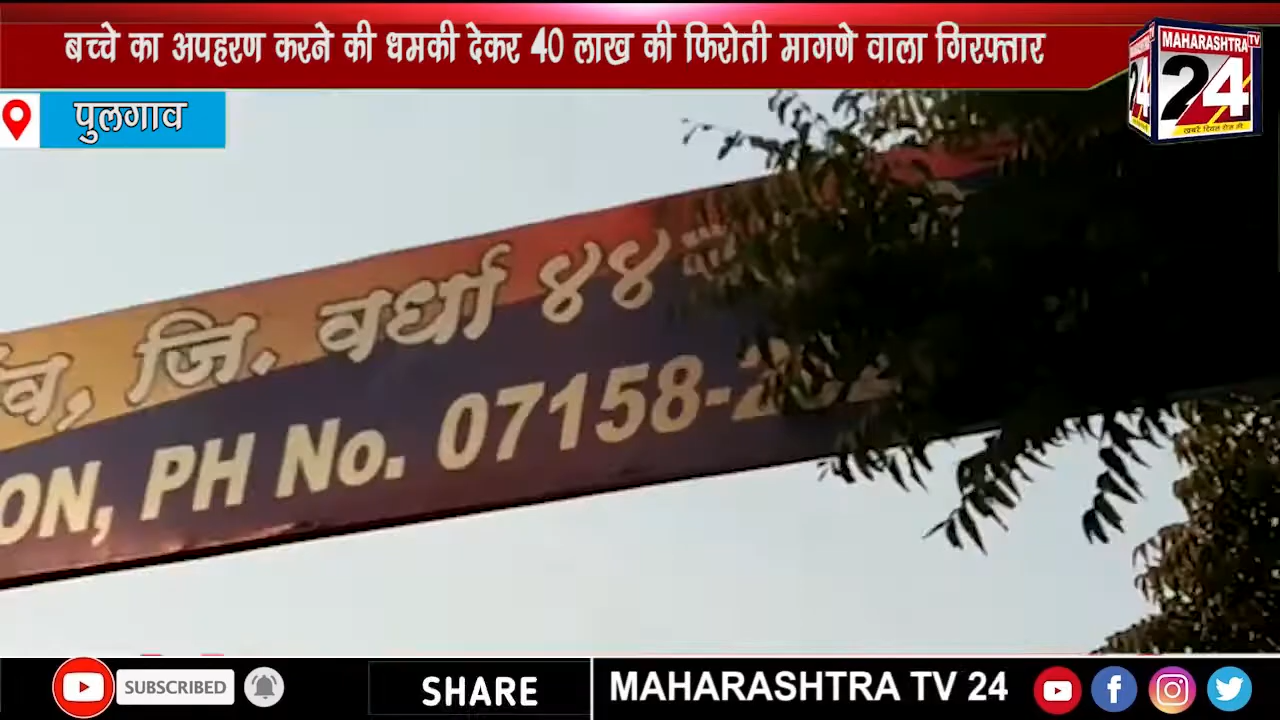 बच्चे का अपहरण करने की धमकी देकर 40 लाख की फिरोती मागणे वाला गिरफ्तार
MAHARASHTRA TV
24
24
पुलगाव
जि. वर्धा ४४
ON, PH No. 07158-
SUBSCRIBED
SHARE
MAHARASHTRA TV 24